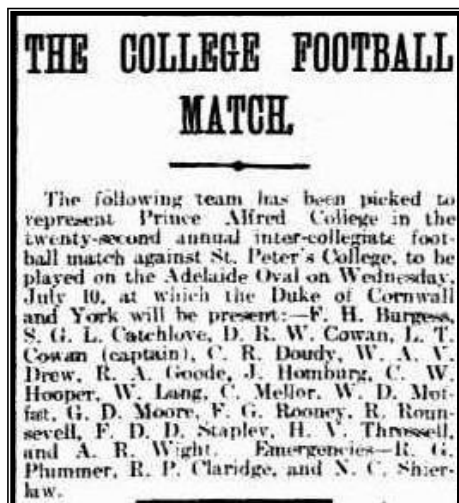 THE COLLEGE FOOTBALL
MATCH.
The following team has been picked to
represent Prince Alfred College in the
twenty-second annual inter-collegiate foot-
ball match against St. Peter's College, to be
played on the Adelaide Oval on Wednesday,
July 10, at which the Duke of Cornwall
and York will be present:—F. H. Burgess,
S. G. L. Catchlove, D. R. W. Cowan, L. T.
Cowan (captain), C. R. Doudy, W. A. V.
Drew, R. A. Goode, J. Homburg, C. W.
Hooper, W. Lang, C. Mellor, W. D. Mof-
fat, G. D. Moore, F. G. Rooney, R. Roun-
sevell, F. D. D. Stapley, H. V. Throssell,
and A. R. Wight. Emergencies—R. G.
Plummer, R. P. Claridge, and N. C. Shier-
law.